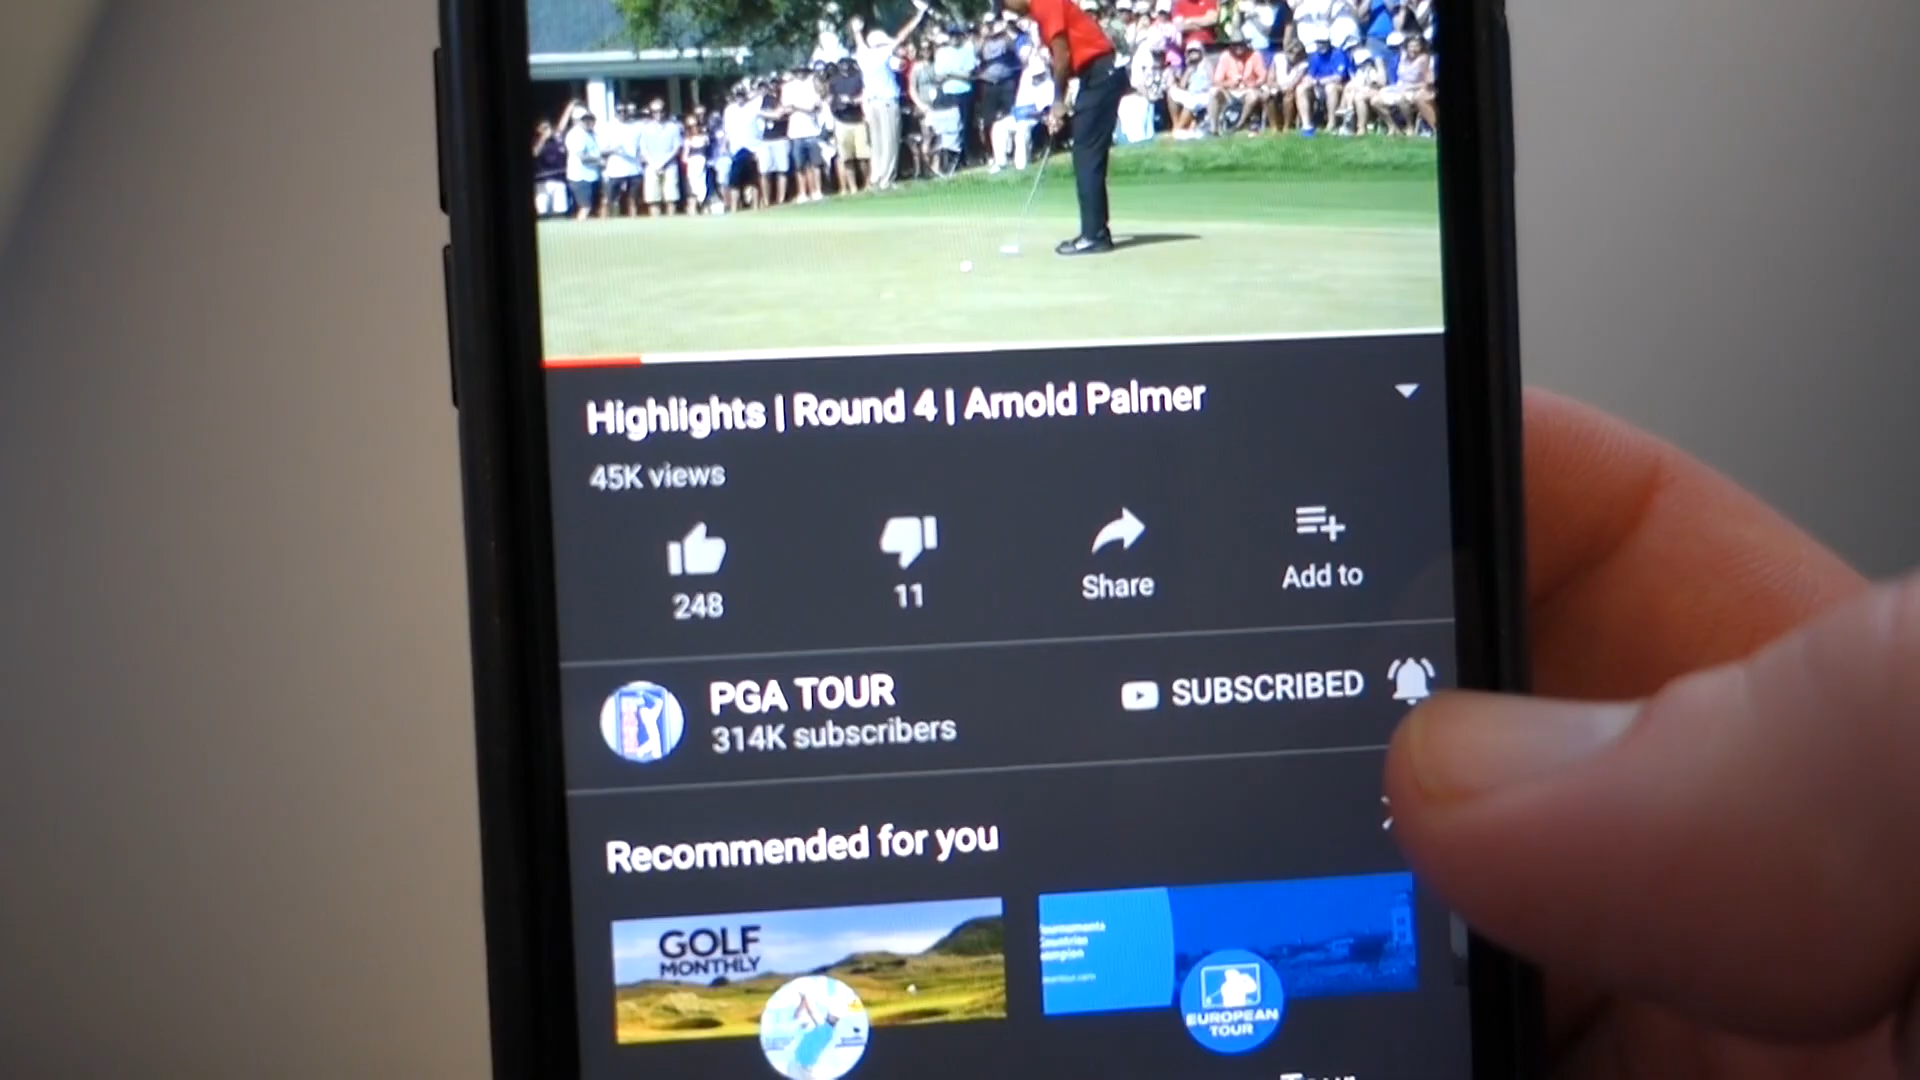 Highlights | Round 4 | Arnold Palmer
45K views
248
11
Share
Add to
PGA TOUR
314K subscribers
SUBSCRIBED
Recommended for you
GOLF
MONTHLY
EUROPEAN
TOUR